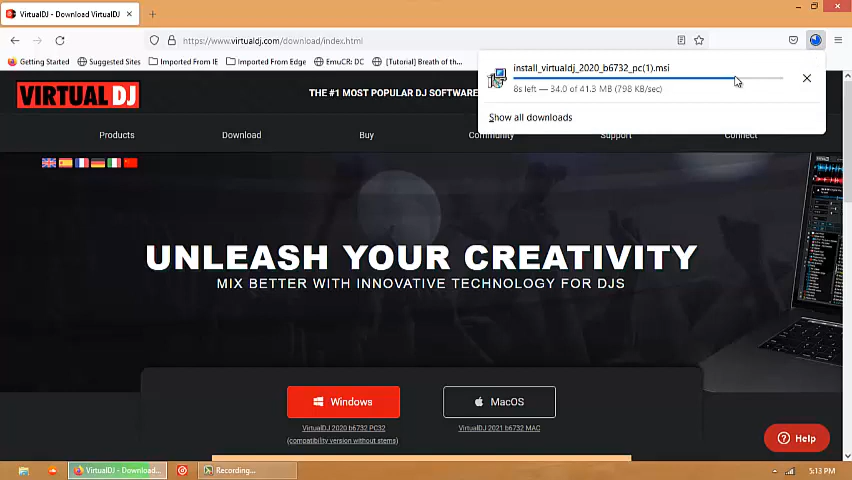 VirtualDJ - Download VirtualDJ
https://www.virtualdj.com/download/index.html
Getting Started
Suggested Sites
Imported From Edge
Imported From Edge
EmuCR: DC
[Tutorial] Breath of th...
install_virtualdj_2020_b6732_pc(1).msi
8s left — 34.0 of 41.3 MB (798 KB/sec)
Show all downloads
VIRTUAL DJ
THE #1 MOST POPULAR DJ SOFTWARE
Products
Download
Buy
Community
Support
Connect
UNLEASH YOUR CREATIVITY
MIX BETTER WITH INNOVATIVE TECHNOLOGY FOR DJS
Windows
MacOS
VirtualDJ 2020 b6732 PC32
(compatibility version without stems)
VirtualDJ 2021 b6732 MAC
Help
VirtualDJ - Download...
Recording...
5:13 PM